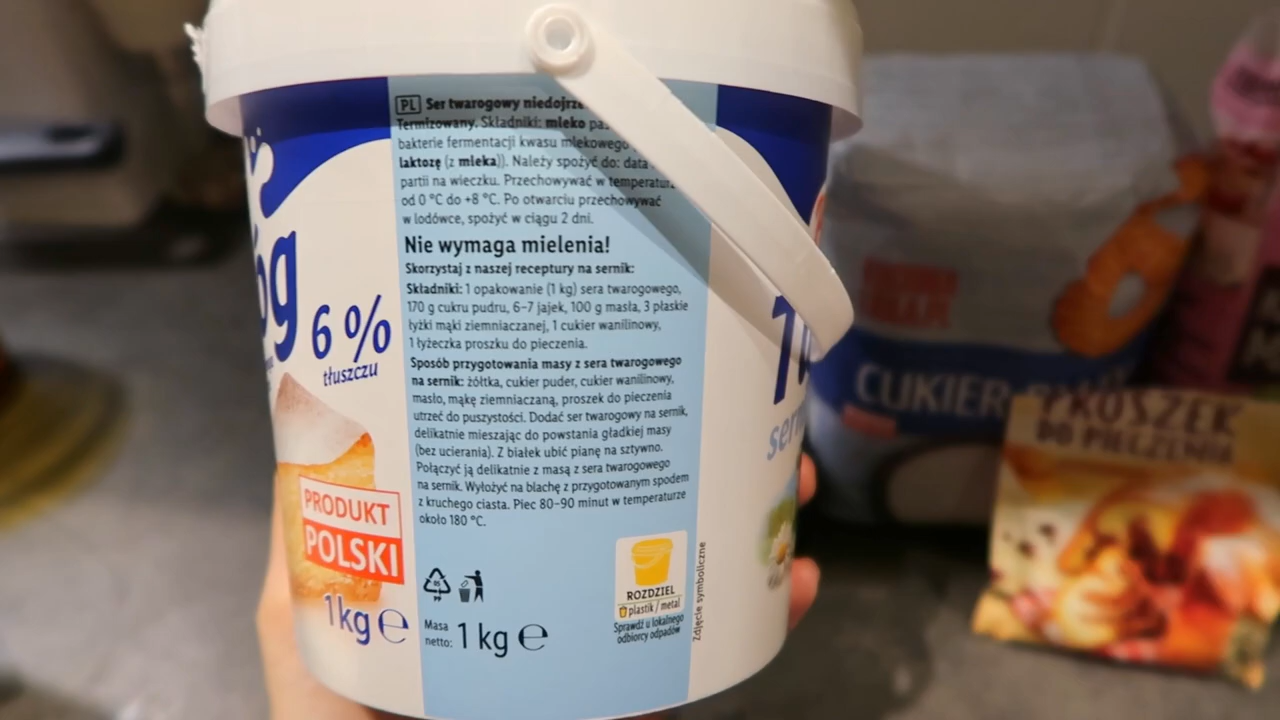 PL Ser twarogowy
Termizowany. Składniki: mleko
bakterie fermentacji kwasu mlekowego
laktozę (z mleka)). Należy spożyć do: data
partii na wieczku. Przechowywać w
od 0 °C do +8 °C. Po otwarciu przechowywać
w lodówce, spożyć w ciągu 2 dni.
Nie wymaga mielenia!
Skorzystaj z naszej receptury na sernik:
Składniki: 1 opakowanie (1 kg) sera twarogowego,
170 g cukru pudru, 6–7 jajek, 100 g masła, 3 płaskie
łyżki mąki ziemniaczanej, 1 cukier wanilinowy,
1 łyżeczka proszku do pieczenia.
Sposób przygotowania masy z sera twarogowego
na sernik: żółtka, cukier puder, cukier wanilinowy,
masło, mąkę ziemniaczaną, proszek do pieczenia
utrzeć do puszystości. Dodać ser twarogowy na sernik,
delikatnie mieszając do powstania gładkiej masy
(bez ucierania). Z białek ubić pianę na sztywno.
Połączyć ją delikatnie z masą z sera twarogowego
na sernik. Wyłożyć na blachę z przygotowanym spodem
z kruchego ciasta. Piec 80–90 minut w temperaturze
około 180 °C.
6 %
tłuszczu
PRODUKT
POLSKI
1 kg e
05
PP
Masa
netto: 1 kg e
ROZDZIEL
plastik / metal
Sprawdź u lokalnego
odbiorcy odpadów
Zdjęcie symboliczne
CUKIER
PROSZEK
DO PIECZENIA